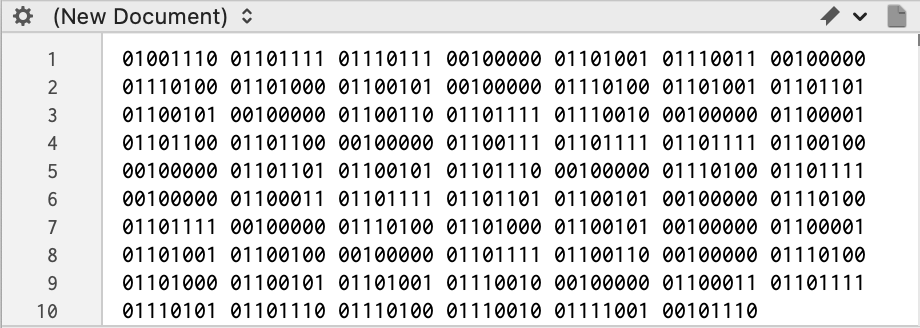 (New Document)
1 01001110 01101111 01110111 00100000 01101001 01110011 00100000
2 01110100 01101000 01100101 00100000 01110100 01101001 01101101
3 01100101 00100000 01100110 01101111 01110010 00100000 01100001
4 01101100 01101100 00100000 01100111 01101111 01101111 01100100
5 00100000 01101101 01100101 01101110 00100000 01110100 01101111
6 00100000 01100011 01101111 01101101 01100101 00100000 01110100
7 01101111 00100000 01110100 01101000 01100101 00100000 01100001
8 01101001 01100100 00100000 01101111 01100110 00100000 01110100
9 01101000 01100101 01101001 01110010 00100000 01100011 01101111
10 01110101 01101110 01110100 01110010 01111001 00101110